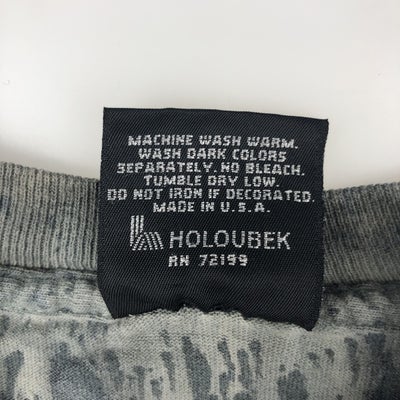 MACHINE WASH WARM.
WASH DARK COLORS
SEPARATELY. NO BLEACH.
TUMBLE DRY LOW.
DO NOT IRON IF DECORATED.
MADE IN U.S.A.
HOLOUBEK
RN 72199